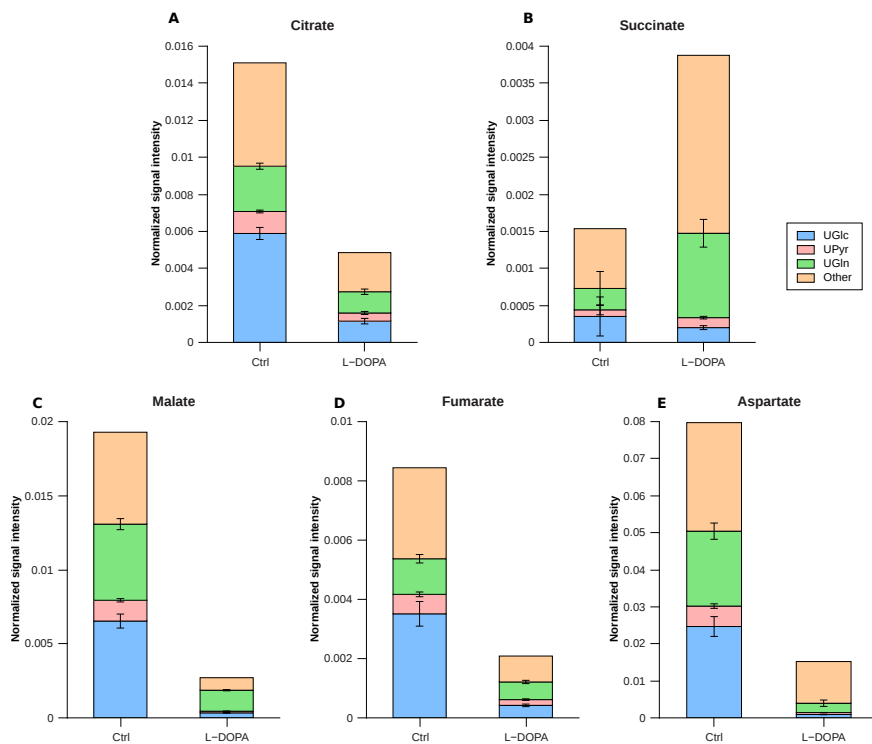 A
Citrate
Normalized signal intensity
0.016
0.014
0.012
0.01
0.008
0.006
0.004
0.002
0
Ctrl
L−DOPA
B
Succinate
Normalized signal intensity
0.004
0.0035
0.003
0.0025
0.002
0.0015
0.001
0.0005
0
Ctrl
L−DOPA
UGlc
UPyr
UGln
Other
C
Malate
Normalized signal intensity
0.02
0.015
0.01
0.005
0
Ctrl
L−DOPA
D
Fumarate
Normalized signal intensity
0.01
0.008
0.006
0.004
0.002
0
Ctrl
L−DOPA
E
Aspartate
Normalized signal intensity
0.08
0.07
0.06
0.05
0.04
0.03
0.02
0.01
0
Ctrl
L−DOPA